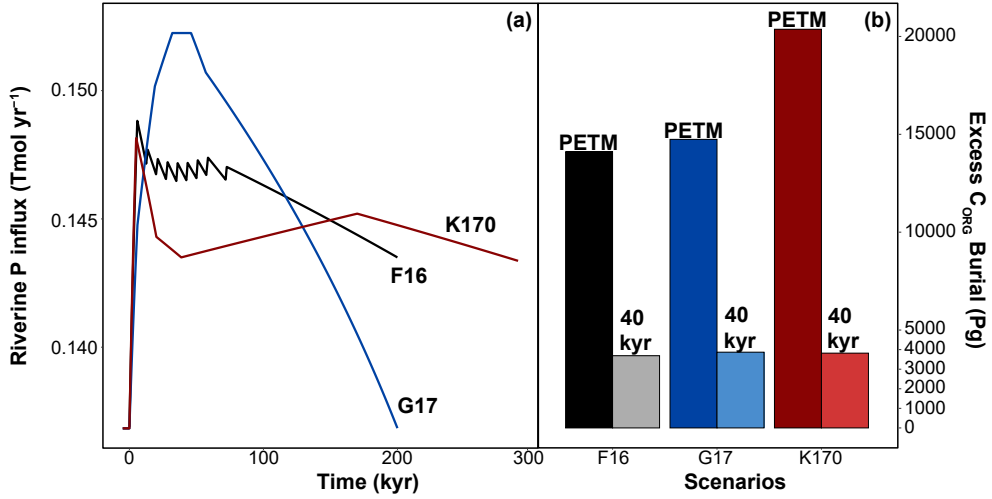 (a)
0.150
0.145
0.140
Riverine P influx (Tmol yr⁻¹)
K170
F16
G17
0
100
200
300
Time (kyr)
(b)
PETM
PETM
PETM
40
kyr
40
kyr
40
kyr
20000
15000
10000
5000
4000
3000
2000
1000
0
Excess C_ORG Burial (Pg)
F16
G17
K170
Scenarios